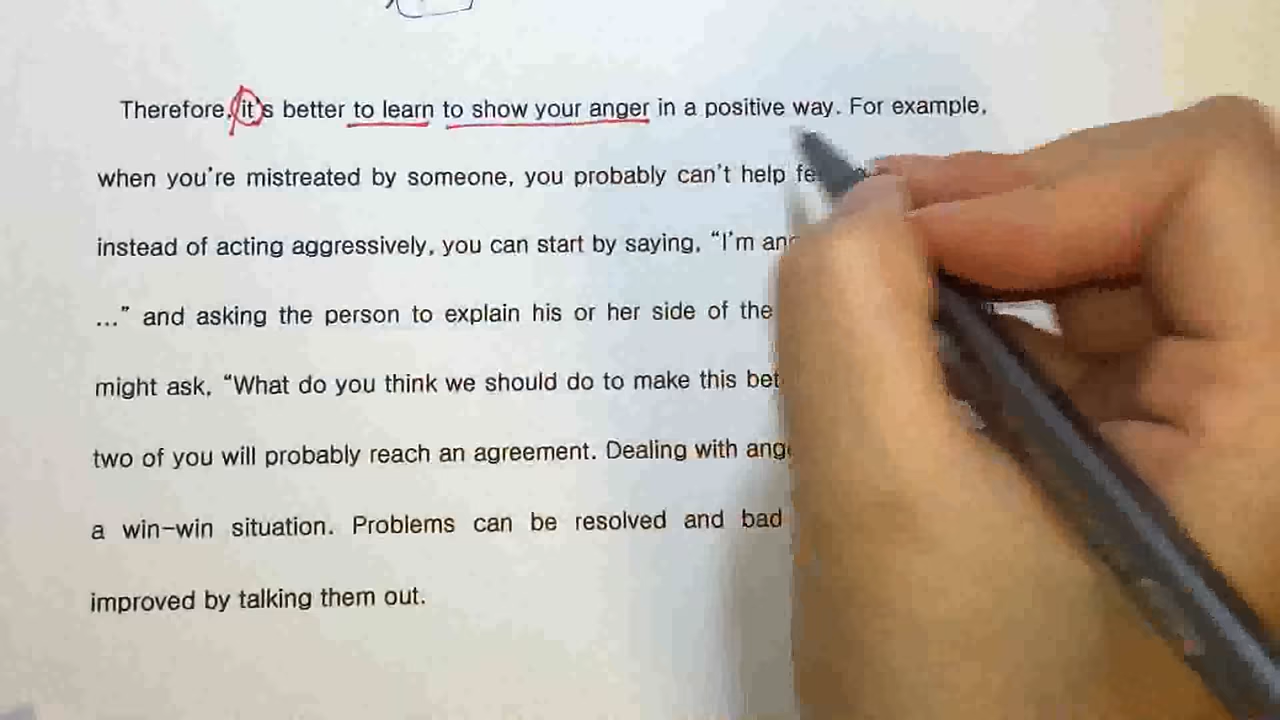 Therefore, it's better to learn to show your anger in a positive way. For example,
when you're mistreated by someone, you probably can't help
instead of acting aggressively, you can start by saying, “I'm
...” and asking the person to explain his or her side of the
might ask, “What do you think we should do to make this
two of you will probably reach an agreement. Dealing with
a win-win situation. Problems can be resolved and bad
improved by talking them out.